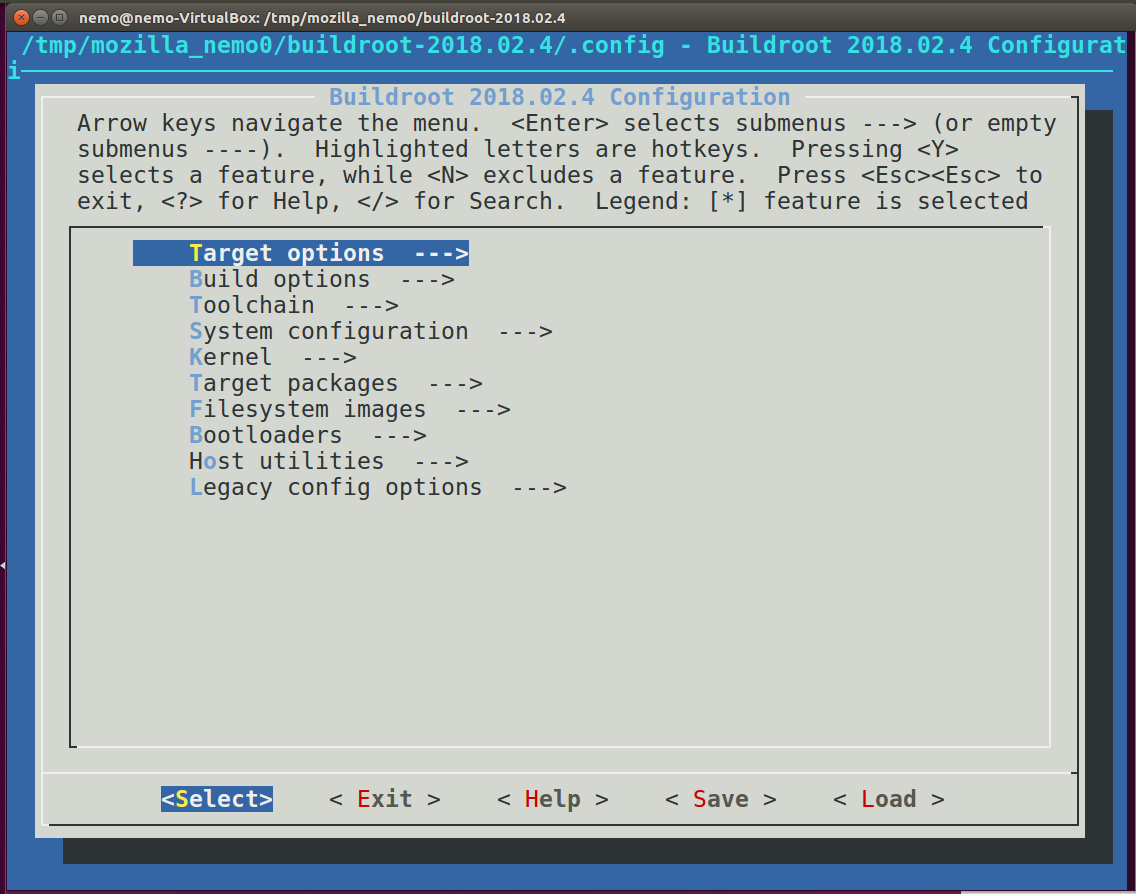 nemo@nemo-VirtualBox: /tmp/mozilla_nemo0/buildroot-2018.02.4
/tmp/mozilla_nemo0/buildroot-2018.02.4/.config - Buildroot 2018.02.4 Configurat
i
Buildroot 2018.02.4 Configuration
Arrow keys navigate the menu.  <Enter> selects submenus ---> (or empty
submenus ----).  Highlighted letters are hotkeys.  Pressing <Y>
selects a feature, while <N> excludes a feature.  Press <Esc><Esc> to
exit, <?> for Help, </> for Search.  Legend: [*] feature is selected
Target options  --->
Build options  --->
Toolchain  --->
System configuration  --->
Kernel  --->
Target packages  --->
Filesystem images  --->
Bootloaders  --->
Host utilities  --->
Legacy config options  --->
<Select>    < Exit >    < Help >    < Save >    < Load >